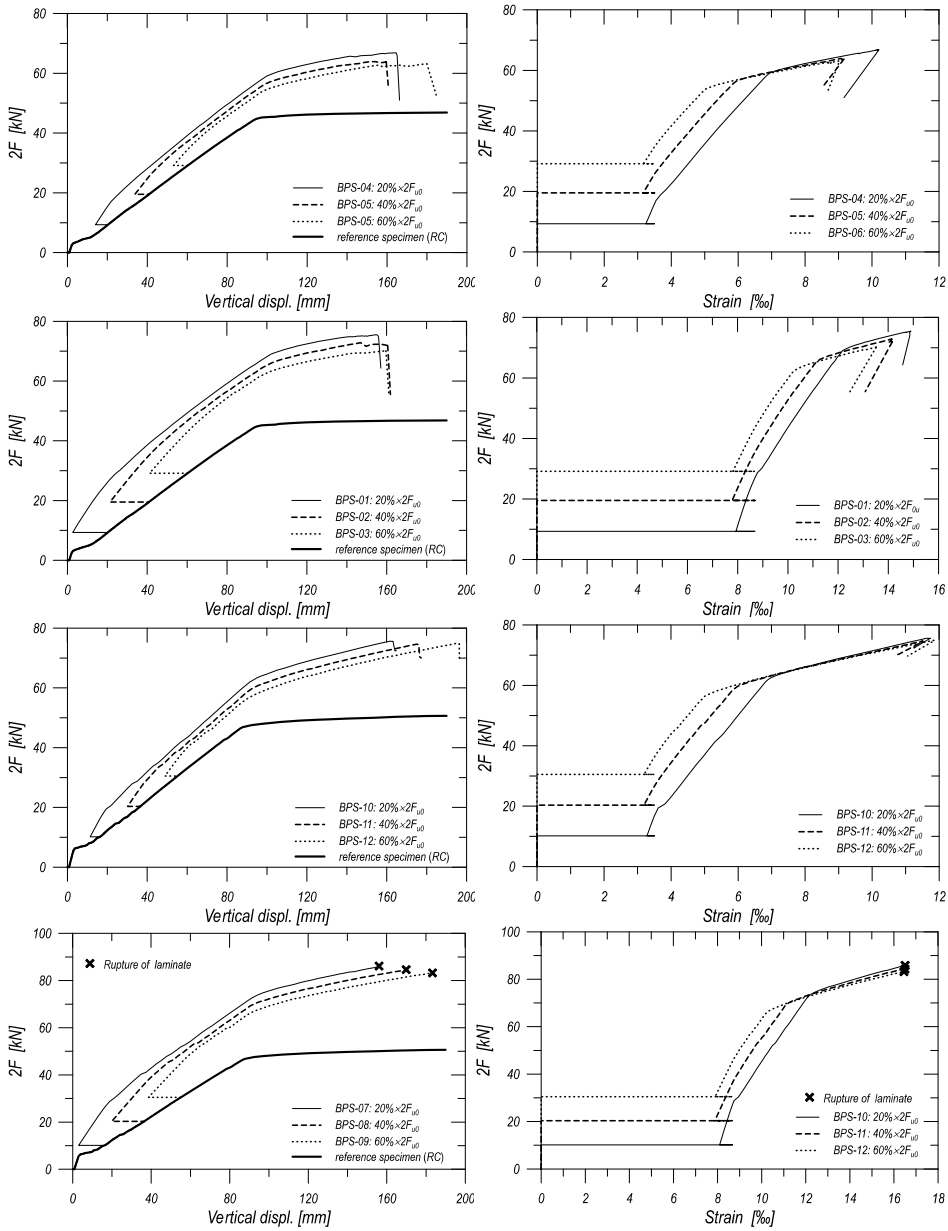 80
60
40
20
0
2F [kN]
0 40 80 120 160 200
Vertical displ. [mm]
BPS-04: 20%×2Fu0
BPS-05: 40%×2Fu0
BPS-05: 60%×2Fu0
reference specimen (RC)
80
60
40
20
0
2F [kN]
0 2 4 6 8 10 12
Strain [‰]
BPS-04: 20%×2Fu0
BPS-05: 40%×2Fu0
BPS-06: 60%×2Fu0
80
60
40
20
0
2F [kN]
0 40 80 120 160 200
Vertical displ. [mm]
BPS-01: 20%×2Fu0
BPS-02: 40%×2Fu0
BPS-03: 60%×2Fu0
reference specimen (RC)
80
60
40
20
0
2F [kN]
0 2 4 6 8 10 12 14 16
Strain [‰]
BPS-01: 20%×2F0u
BPS-02: 40%×2Fu0
BPS-03: 60%×2Fu0
80
60
40
20
0
2F [kN]
0 40 80 120 160 200
Vertical displ. [mm]
BPS-10: 20%×2Fu0
BPS-11: 40%×2Fu0
BPS-12: 60%×2Fu0
reference specimen (RC)
80
60
40
20
0
2F [kN]
0 2 4 6 8 10 12
Strain [‰]
BPS-10: 20%×2Fu0
BPS-11: 40%×2Fu0
BPS-12: 60%×2Fu0
100
80
60
40
20
0
2F [kN]
0 40 80 120 160 200
Vertical displ. [mm]
Rupture of laminate
BPS-07: 20%×2Fu0
BPS-08: 40%×2Fu0
BPS-09: 60%×2Fu0
reference specimen (RC)
100
80
60
40
20
0
2F [kN]
0 2 4 6 8 10 12 14 16 18
Strain [‰]
Rupture of laminate
BPS-10: 20%×2Fu0
BPS-11: 40%×2Fu0
BPS-12: 60%×2Fu0